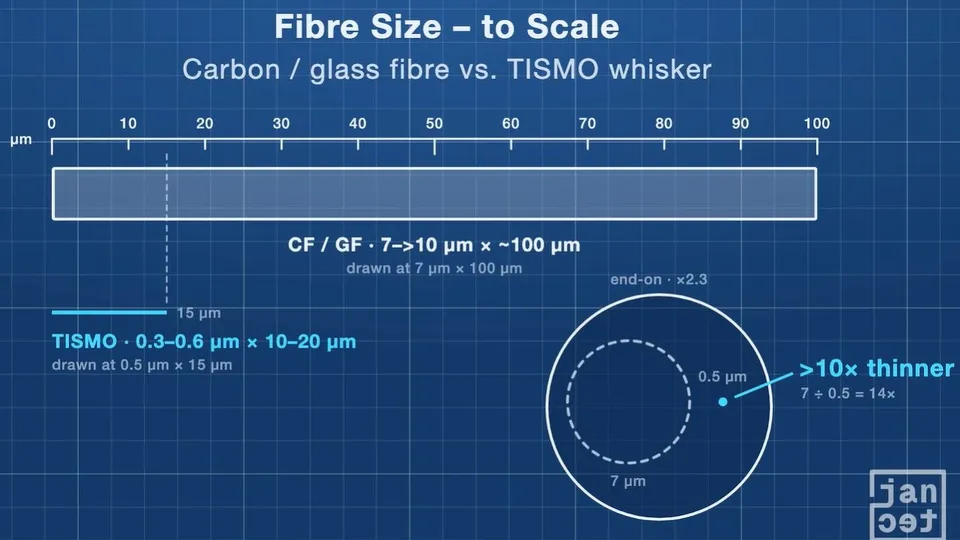 Fibre Size – to Scale
Carbon / glass fibre vs. TISMO whisker
0 10 20 30 40 50 60 70 80 90 100
µm
CF / GF · 7–>10 µm × ~100 µm
drawn at 7 µm × 100 µm
end-on · ×2.3
15 µm
TISMO · 0.3–0.6 µm × 10–20 µm
drawn at 0.5 µm × 15 µm
0.5 µm
>10× thinner
7 ÷ 0.5 = 14×
7 µm
jan
tec